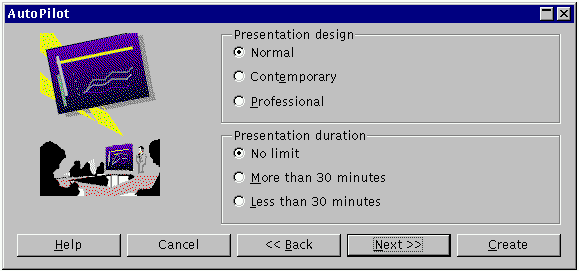 AutoPilot
Presentation design
Normal
Contemporary
Professional
Presentation duration
No limit
More than 30 minutes
Less than 30 minutes
Help
Cancel
<< Back
Next >>
Create